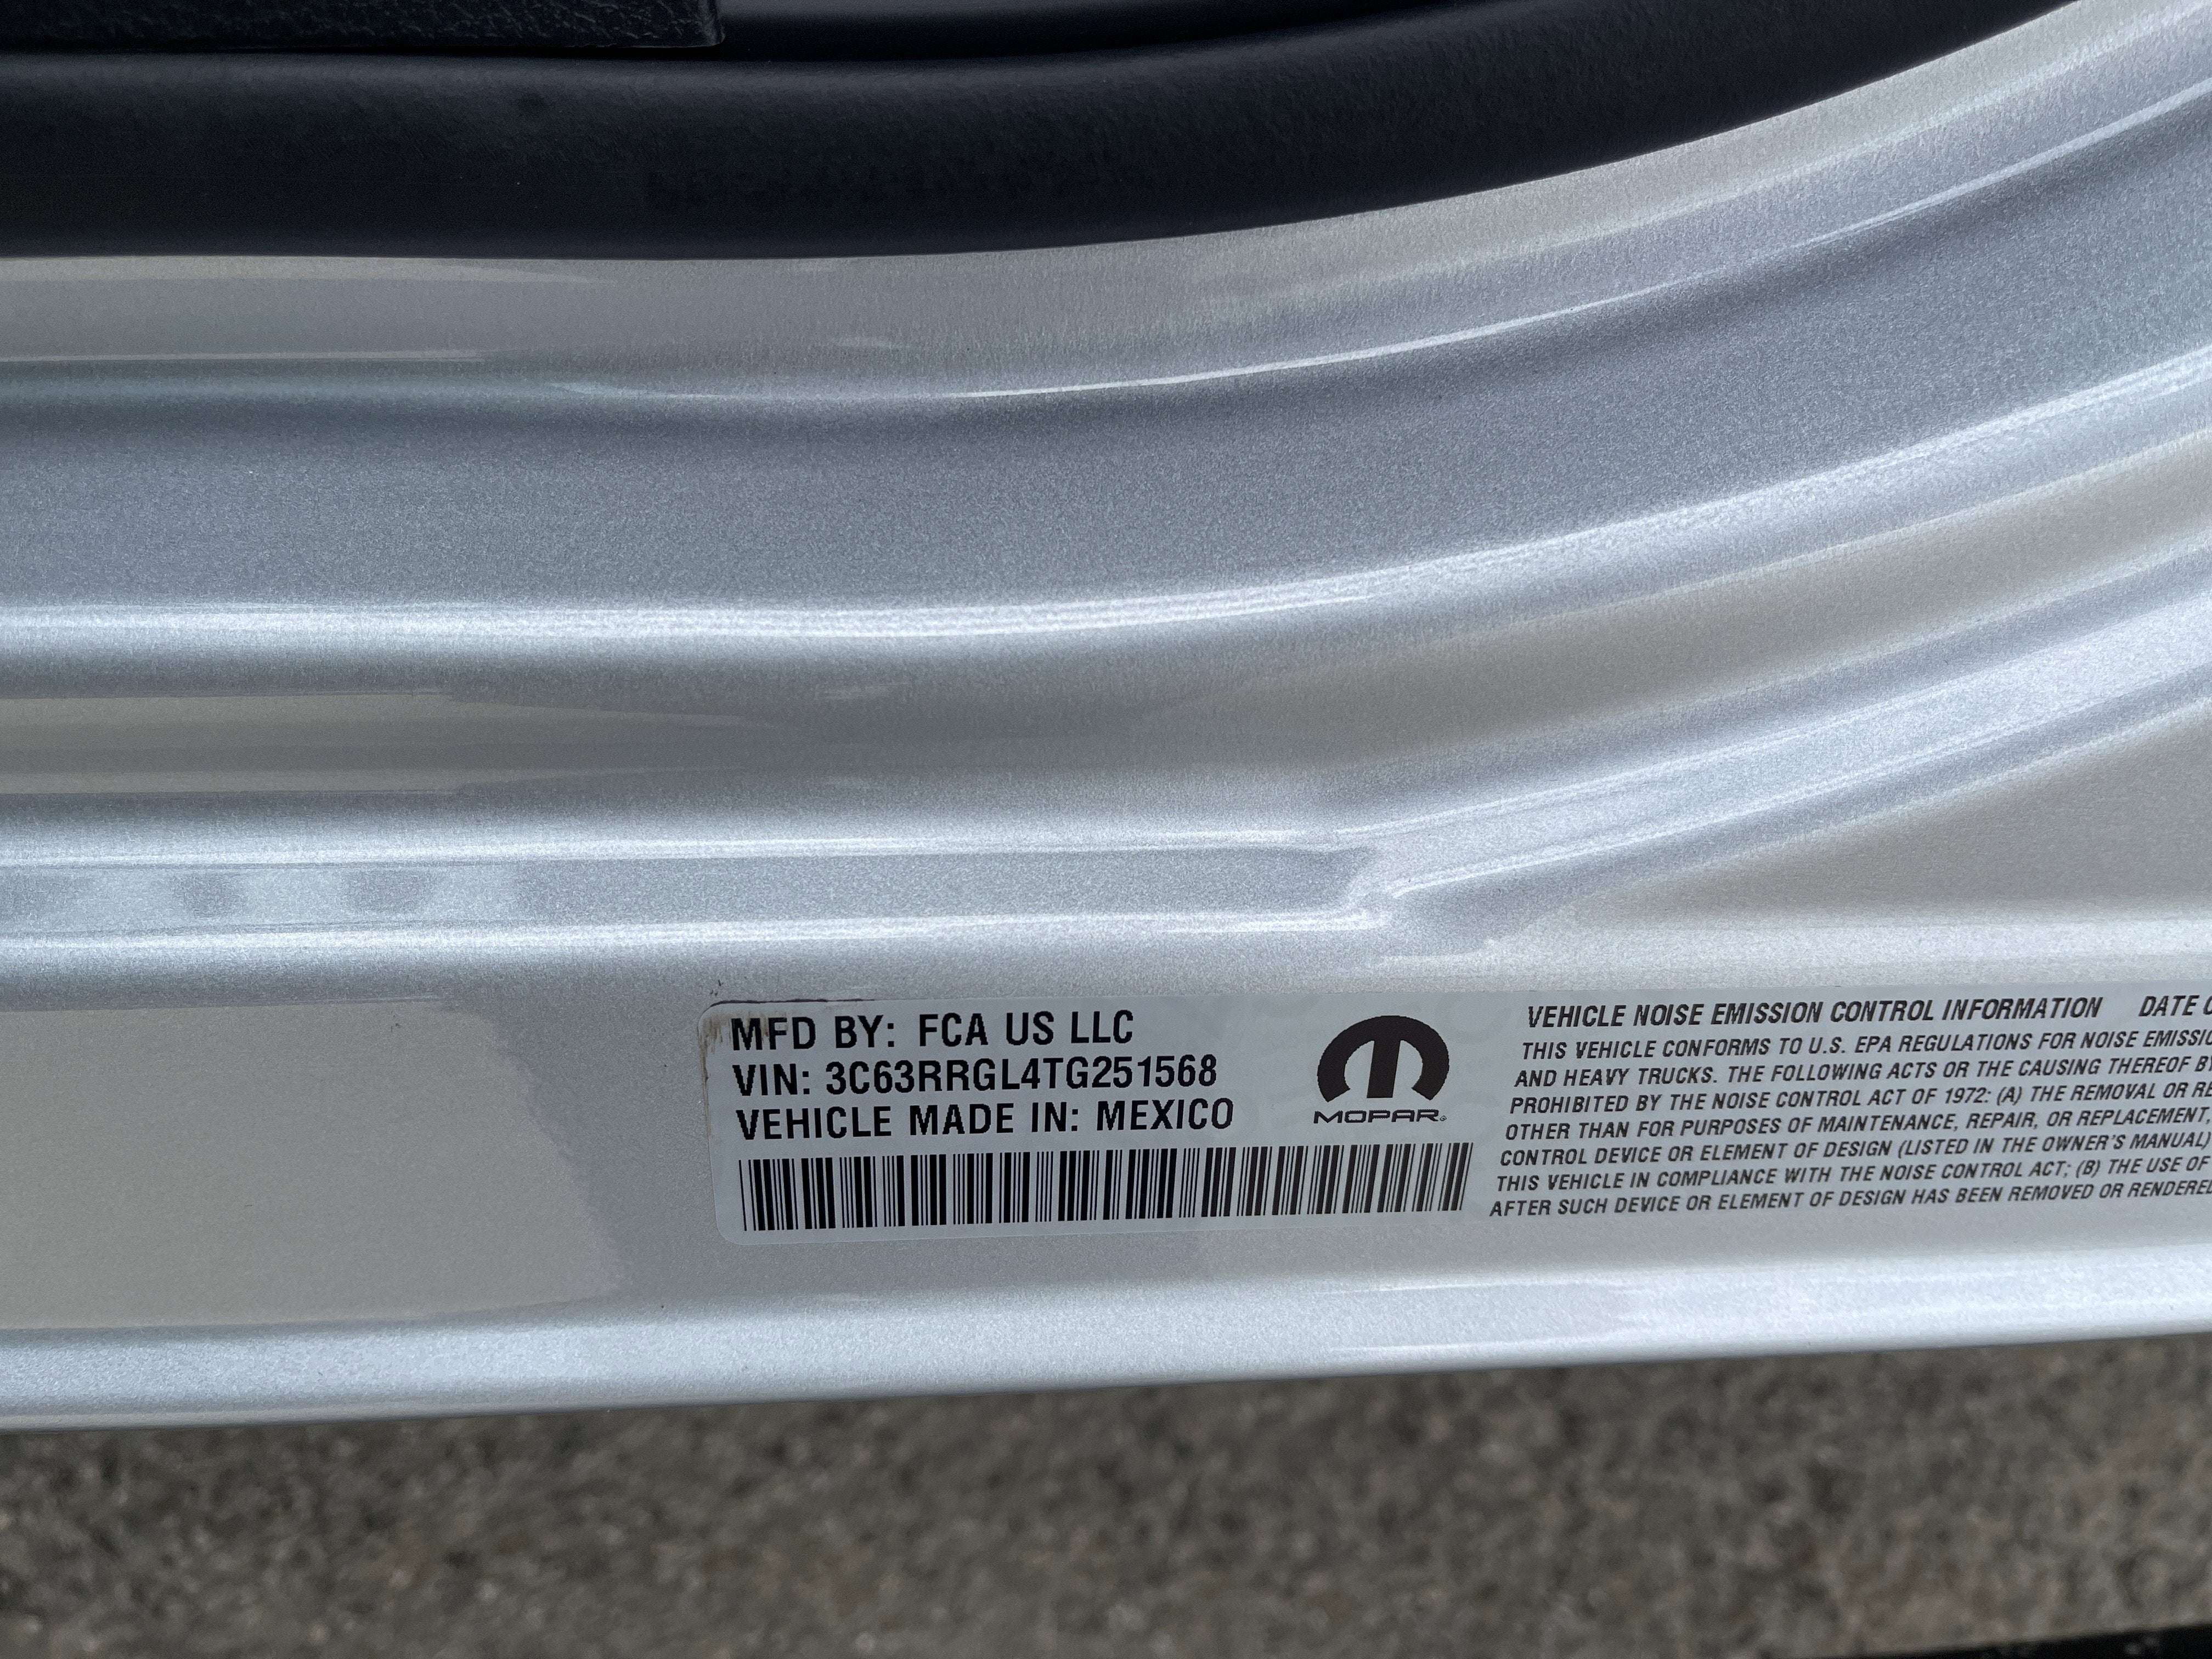 MFD BY: FCA US LLC
VIN: 3C63RRGL4TG251568
VEHICLE MADE IN: MEXICO
MOPAR®
VEHICLE NOISE EMISSION CONTROL INFORMATION DATE
THIS VEHICLE CONFORMS TO U.S. EPA REGULATIONS FOR NOISE
AND HEAVY TRUCKS. THE FOLLOWING ACTS OR THE CAUSING THEREOF
PROHIBITED BY THE NOISE CONTROL ACT OF 1972: (A) THE REMOVAL OR
OTHER THAN FOR PURPOSES OF MAINTENANCE, REPAIR, OR REPLACEMENT,
CONTROL DEVICE OR ELEMENT OF DESIGN (LISTED IN THE OWNER'S MANUAL)
THIS VEHICLE IN COMPLIANCE WITH THE NOISE CONTROL ACT; (B) THE USE OF
AFTER SUCH DEVICE OR ELEMENT OF DESIGN HAS BEEN REMOVED OR RENDERED